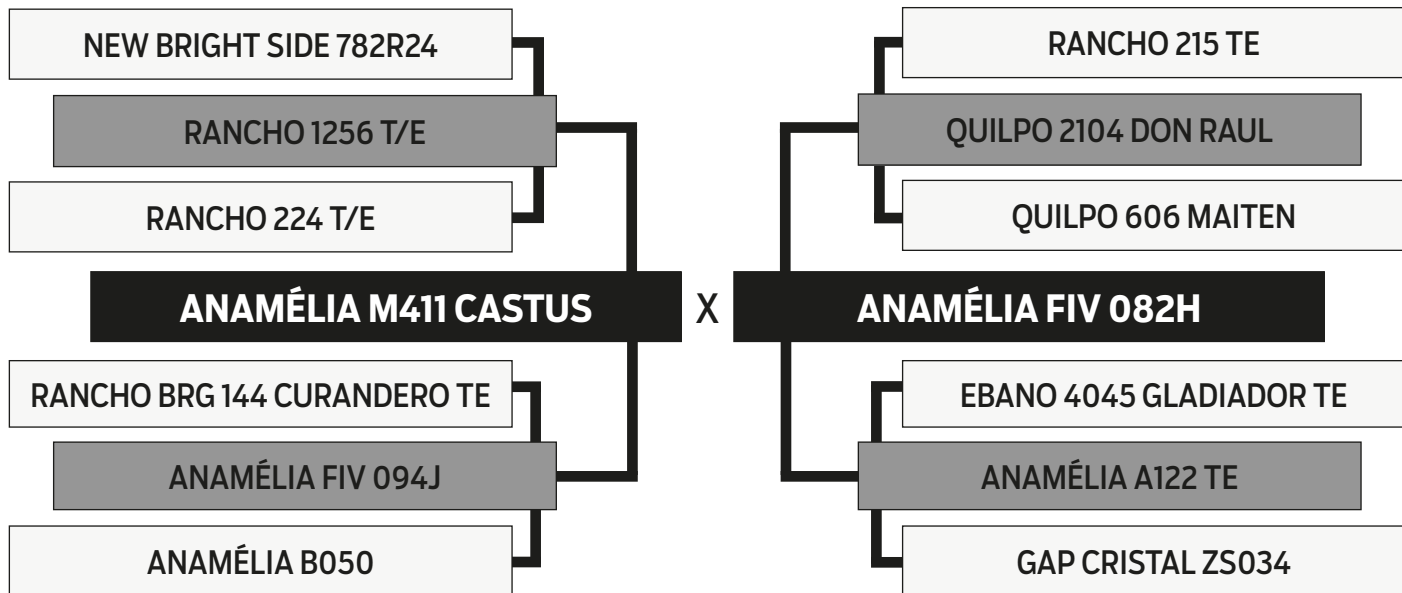 NEW BRIGHT SIDE 782R24
RANCHO 1256 T/E
RANCHO 224 T/E
ANAMÉLIA M411 CASTUS
RANCHO BRG 144 CURANDERO TE
ANAMÉLIA FIV 094J
ANAMÉLIA B050
X
RANCHO 215 TE
QUILPO 2104 DON RAUL
QUILPO 606 MAITEN
ANAMÉLIA FIV 082H
EBANO 4045 GLADIADOR TE
ANAMÉLIA A122 TE
GAP CRISTAL ZS034